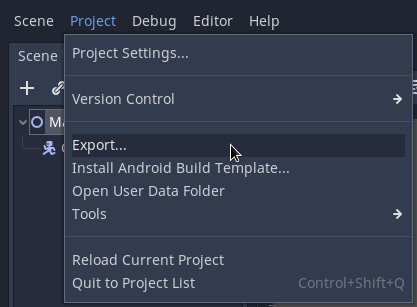 Scene Project Debug Editor Help
Project Settings...
Scene
Version Control
Export...
Install Android Build Template...
Open User Data Folder
Tools
Reload Current Project
Quit to Project List Control+Shift+Q